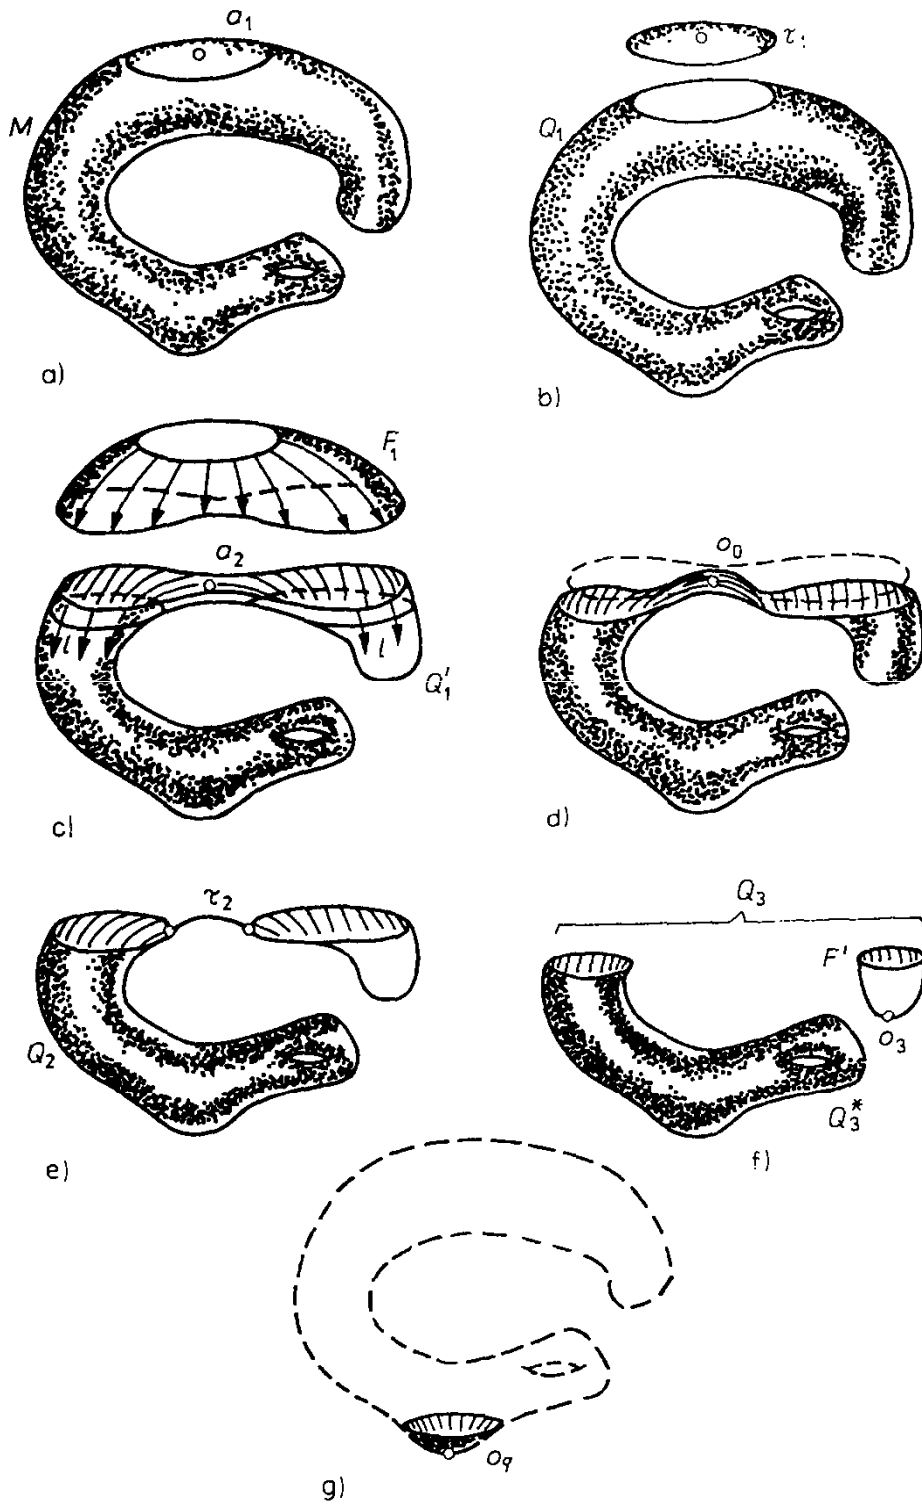 a₁
M
a)
τ₁
Q₁
b)
F₁
a₂
l
l
Q₁'
c)
o₀
d)
τ₂
Q₂
e)
Q₃
F'
o₃
Q₃*
f)
o_q
g)